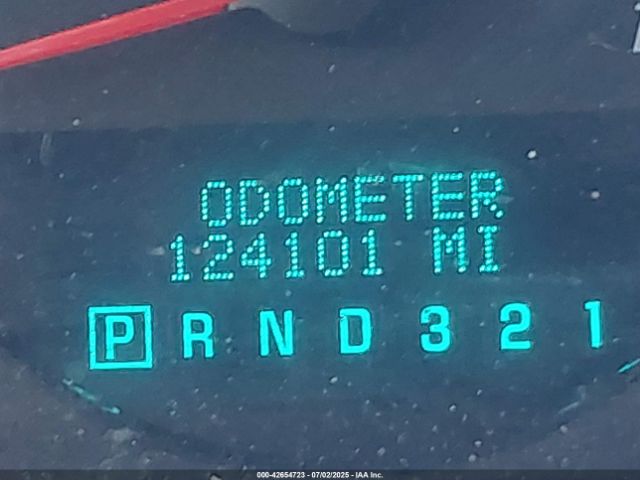 ODOMETER
124101 MI
P R N D 3 2 1
000-42654723 - 07/02/2025 - IAA Inc.